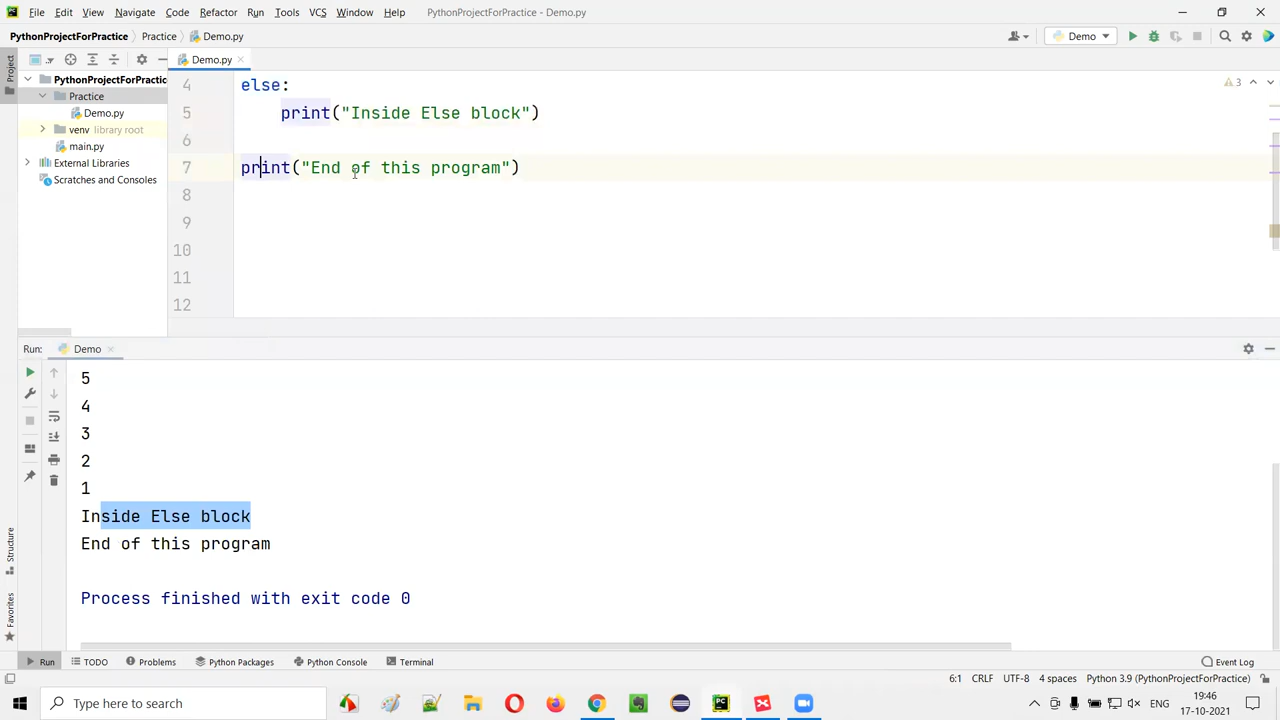 File Edit View Navigate Code Refactor Run Tools VCS Window Help PythonProjectForPractice - Demo.py
PythonProjectForPractice Practice Demo.py Demo
Project
Demo.py
PythonProjectForPractic
Practice
Demo.py
venv library root
main.py
External Libraries
Scratches and Consoles
3
4 else:
5 print("Inside Else block")
6
7 print("End of this program")
8
9
10
11
12
Run: Demo
5
4
3
2
1
Inside Else block
End of this program
Process finished with exit code 0
Structure
Favorites
Run TODO Problems Python Packages Python Console Terminal Event Log
6:1 CRLF UTF-8 4 spaces Python 3.9 (PythonProjectForPractice)
Type here to search
ENG
19:46
17-10-2021